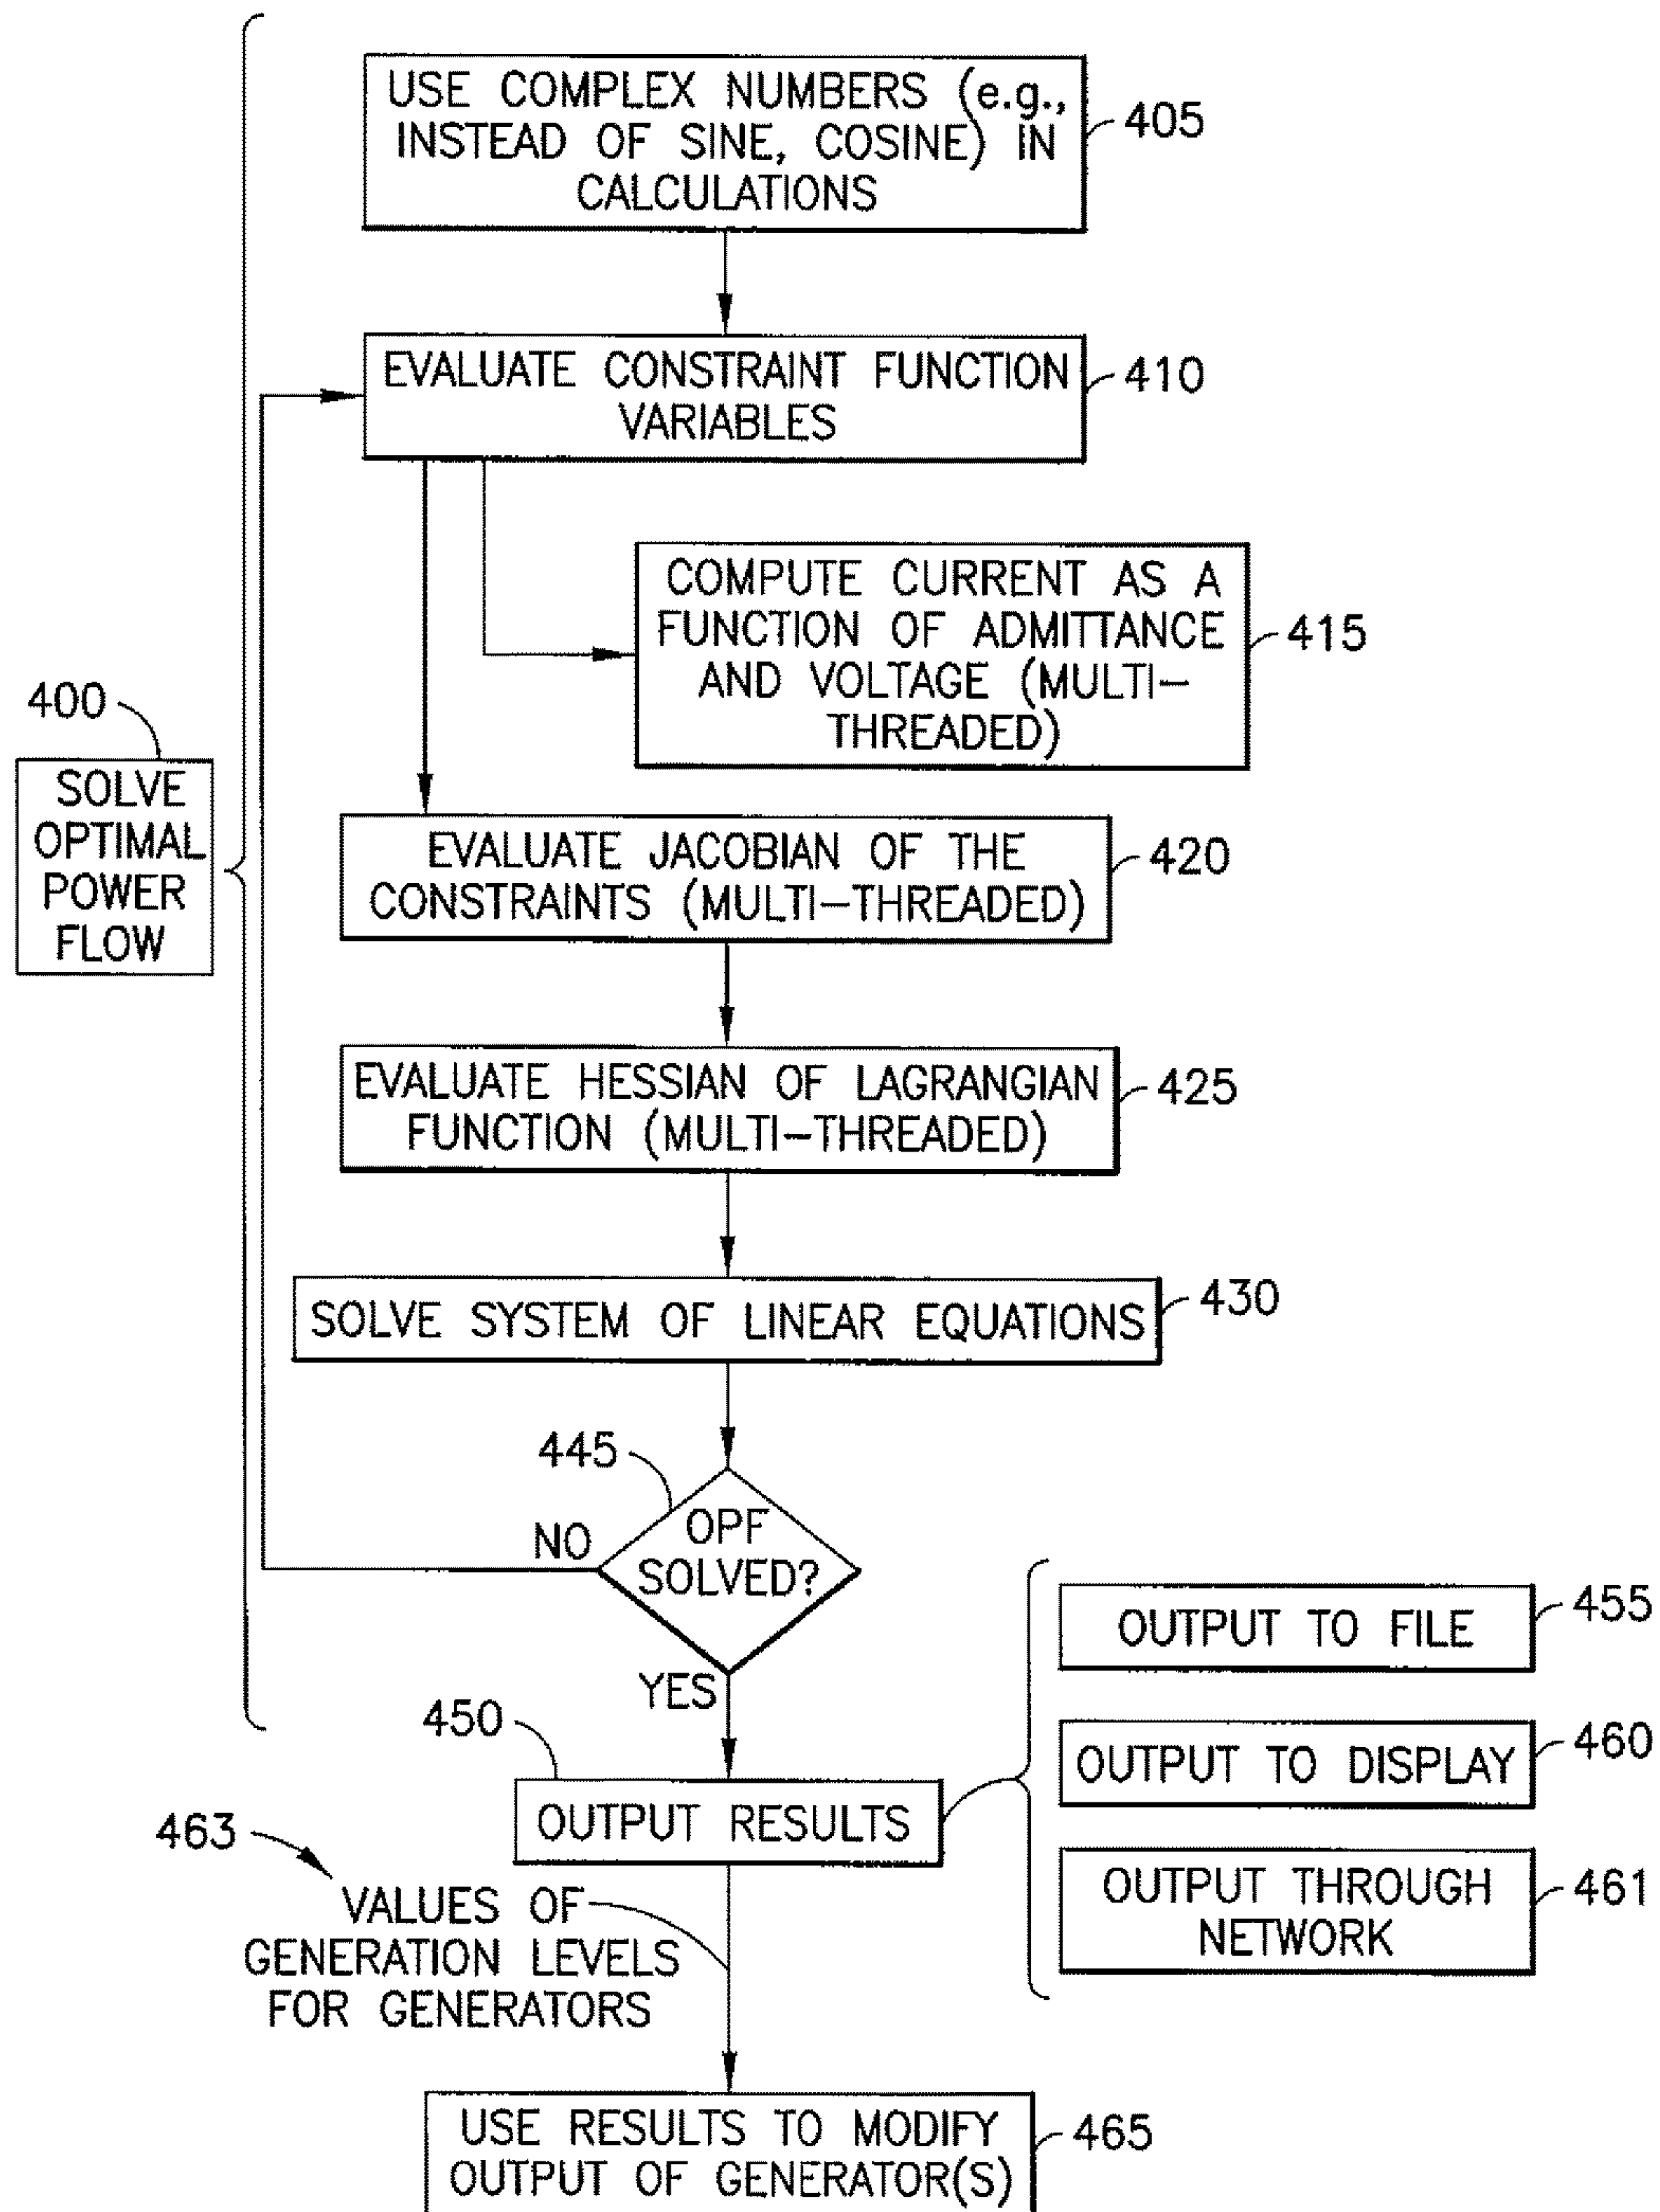 USE COMPLEX NUMBERS (e.g.,
INSTEAD OF SINE, COSINE) IN
CALCULATIONS
405
EVALUATE CONSTRAINT FUNCTION
VARIABLES
410
COMPUTE CURRENT AS A
FUNCTION OF ADMITTANCE
AND VOLTAGE (MULTI-
THREADED)
415
400
SOLVE
OPTIMAL
POWER
FLOW
EVALUATE JACOBIAN OF THE
CONSTRAINTS (MULTI-THREADED)
420
EVALUATE HESSIAN OF LAGRANGIAN
FUNCTION (MULTI-THREADED)
425
SOLVE SYSTEM OF LINEAR EQUATIONS
430
445
OPF
SOLVED?
NO
YES
450
OUTPUT RESULTS
OUTPUT TO FILE
455
OUTPUT TO DISPLAY
460
OUTPUT THROUGH
NETWORK
461
463
VALUES OF
GENERATION LEVELS
FOR GENERATORS
USE RESULTS TO MODIFY
OUTPUT OF GENERATOR(S)
465